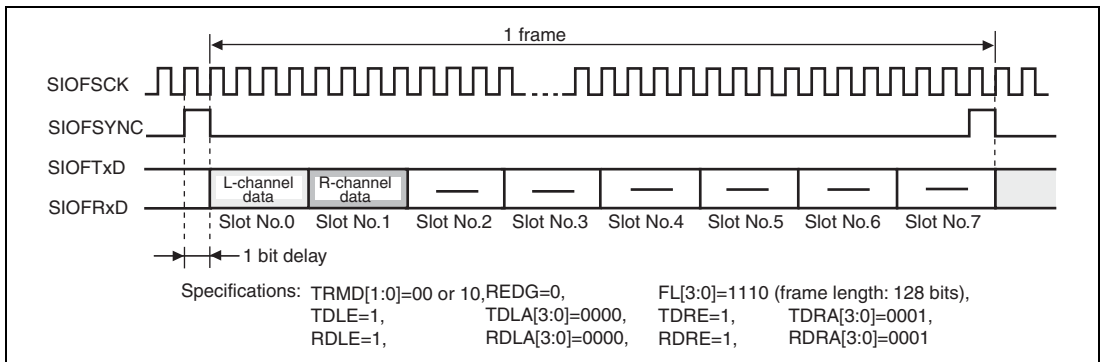 1 frame
SIOFSCK
SIOFSYNC
SIOFTxD
SIOFRxD
L-channel
data
R-channel
data
Slot No.0 Slot No.1 Slot No.2 Slot No.3 Slot No.4 Slot No.5 Slot No.6 Slot No.7
1 bit delay
Specifications: TRMD[1:0]=00 or 10, REDG=0, FL[3:0]=1110 (frame length: 128 bits),
TDLE=1, TDLA[3:0]=0000, TDRE=1, TDRA[3:0]=0001,
RDLE=1, RDLA[3:0]=0000, RDRE=1, RDRA[3:0]=0001